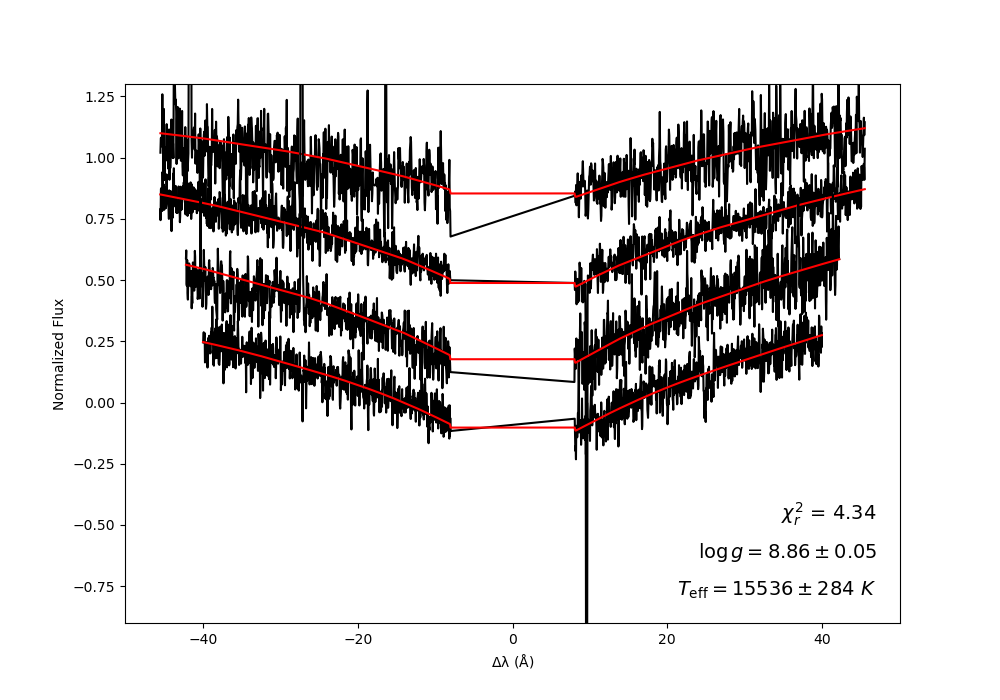 1.25
1.00
0.75
0.50
0.25
0.00
−0.25
−0.50
−0.75
Normalized Flux
χ²ᵣ = 4.34
log g = 8.86 ± 0.05
T_eff = 15536 ± 284 K
−40 −20 0 20 40
Δλ (Å)